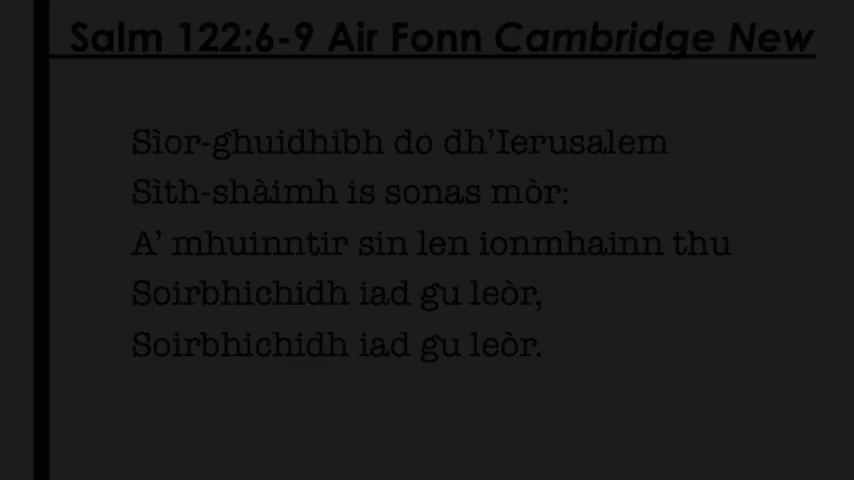 Salm 122:6-9 Air Fonn Cambridge New
Sìor-ghuidhibh do dh’Ierusalem
Sìth-shàimh is sonas mòr:
A’ mhuinntir sin len ionmhainn thu
Soirbhichidh iad gu leòr,
Soirbhichidh iad gu leòr.